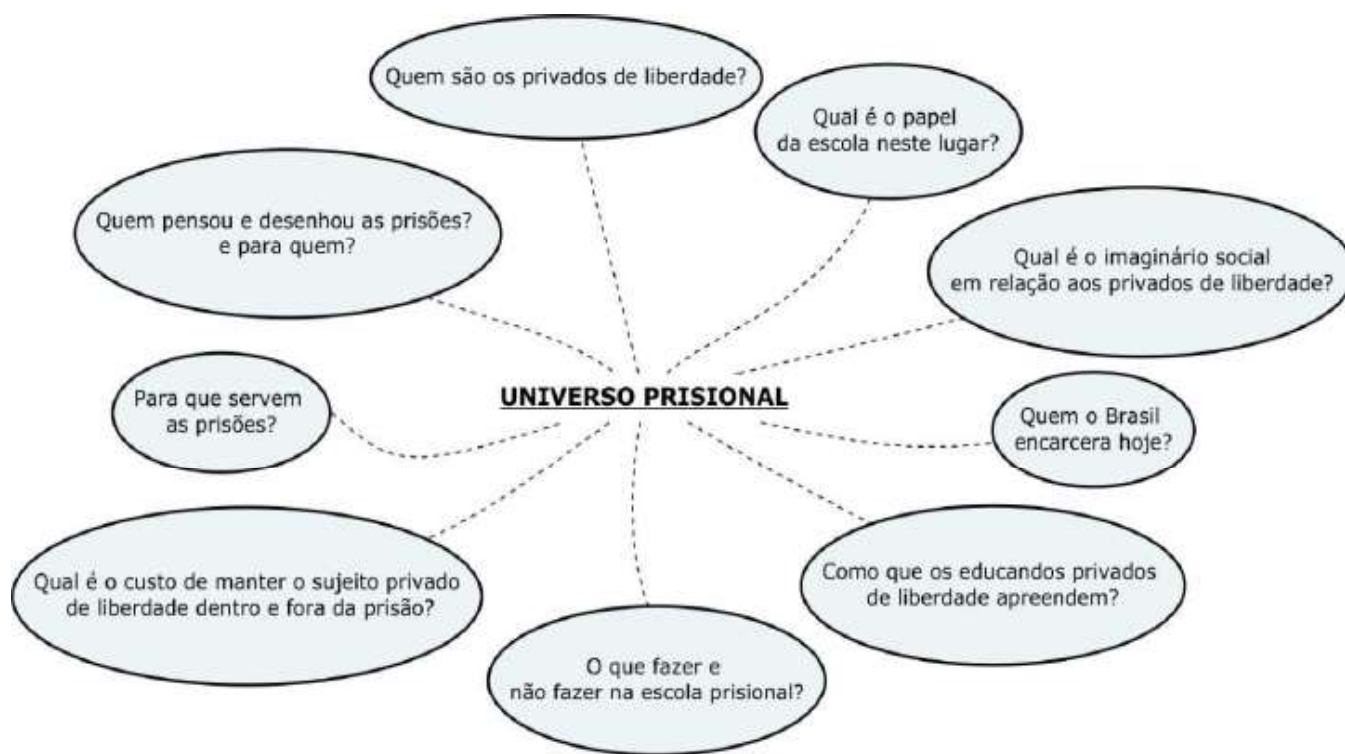 Quem são os privados de liberdade?
Qual é o papel
da escola neste lugar?
Quem pensou e desenhou as prisões?
e para quem?
Qual é o imaginário social
em relação aos privados de liberdade?
UNIVERSO PRISIONAL
Para que servem
as prisões?
Quem o Brasil
encarcera hoje?
Qual é o custo de manter o sujeito privado
de liberdade dentro e fora da prisão?
Como que os educandos privados
de liberdade apreendem?
O que fazer e
não fazer na escola prisional?